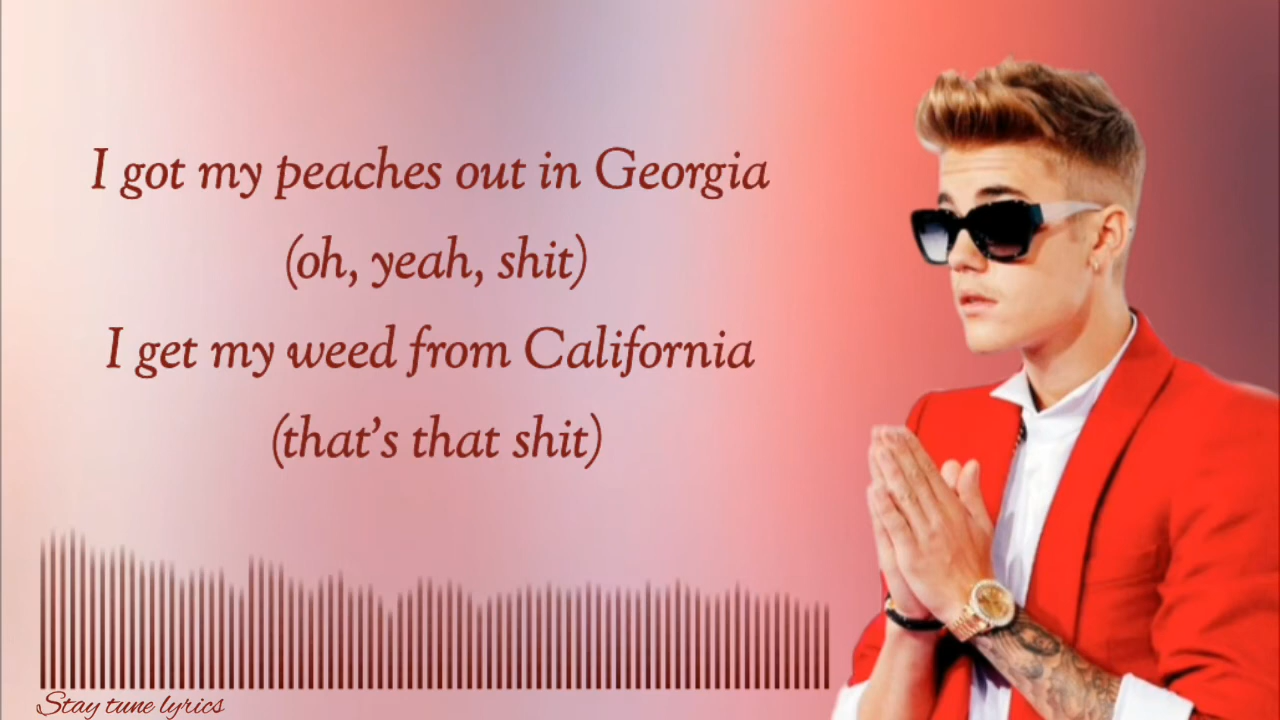 I got my peaches out in Georgia
(oh, yeah, shit)
I get my weed from California
(that’s that shit)
Stay tune lyrics